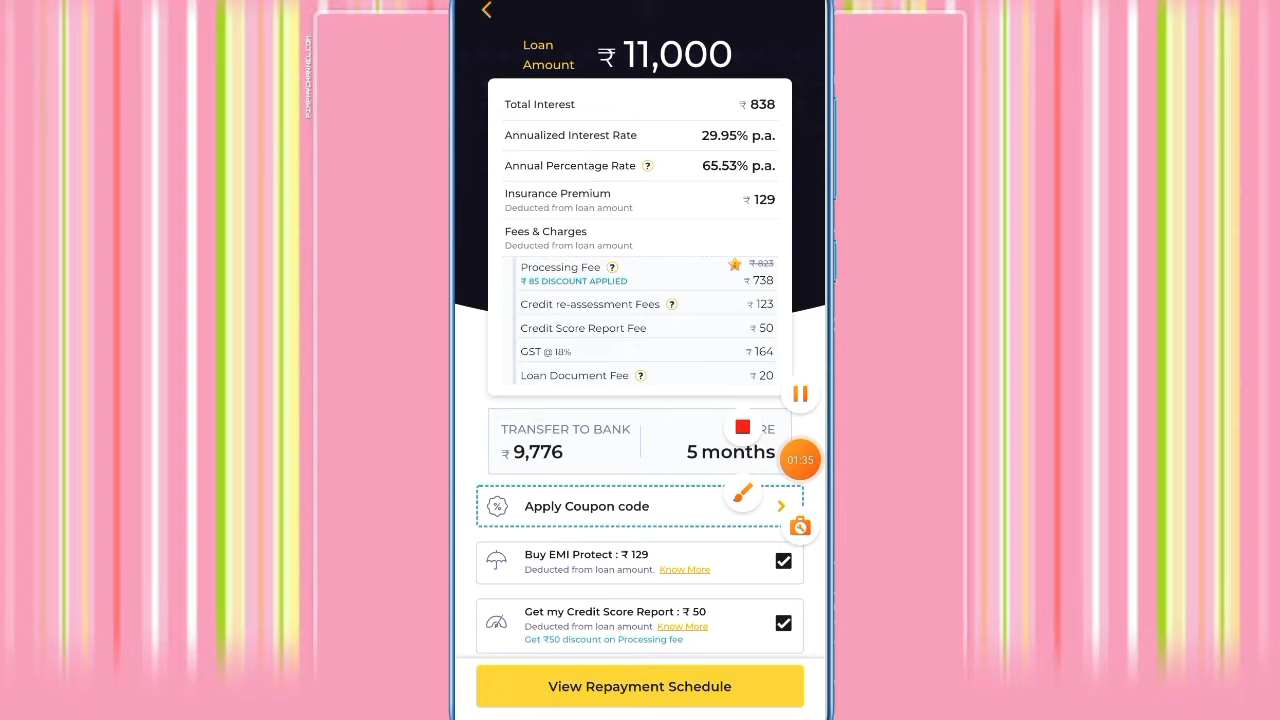 Loan
Amount
₹ 11,000
Total Interest ₹ 838
Annualized Interest Rate 29.95% p.a.
Annual Percentage Rate ? 65.53% p.a.
Insurance Premium
Deducted from loan amount
₹ 129
Fees & Charges
Deducted from loan amount
Processing Fee ? ₹ 823
₹ 85 DISCOUNT APPLIED ₹ 738
Credit re-assessment Fees ? ₹ 123
Credit Score Report Fee ₹ 50
GST @ 18% ₹ 164
Loan Document Fee ? ₹ 20
TRANSFER TO BANK
₹ 9,776
RE
5 months
01:35
% Apply Coupon code
Buy EMI Protect : ₹ 129
Deducted from loan amount. Know More
Get my Credit Score Report : ₹ 50
Deducted from loan amount Know More
Get ₹50 discount on Processing fee
View Repayment Schedule